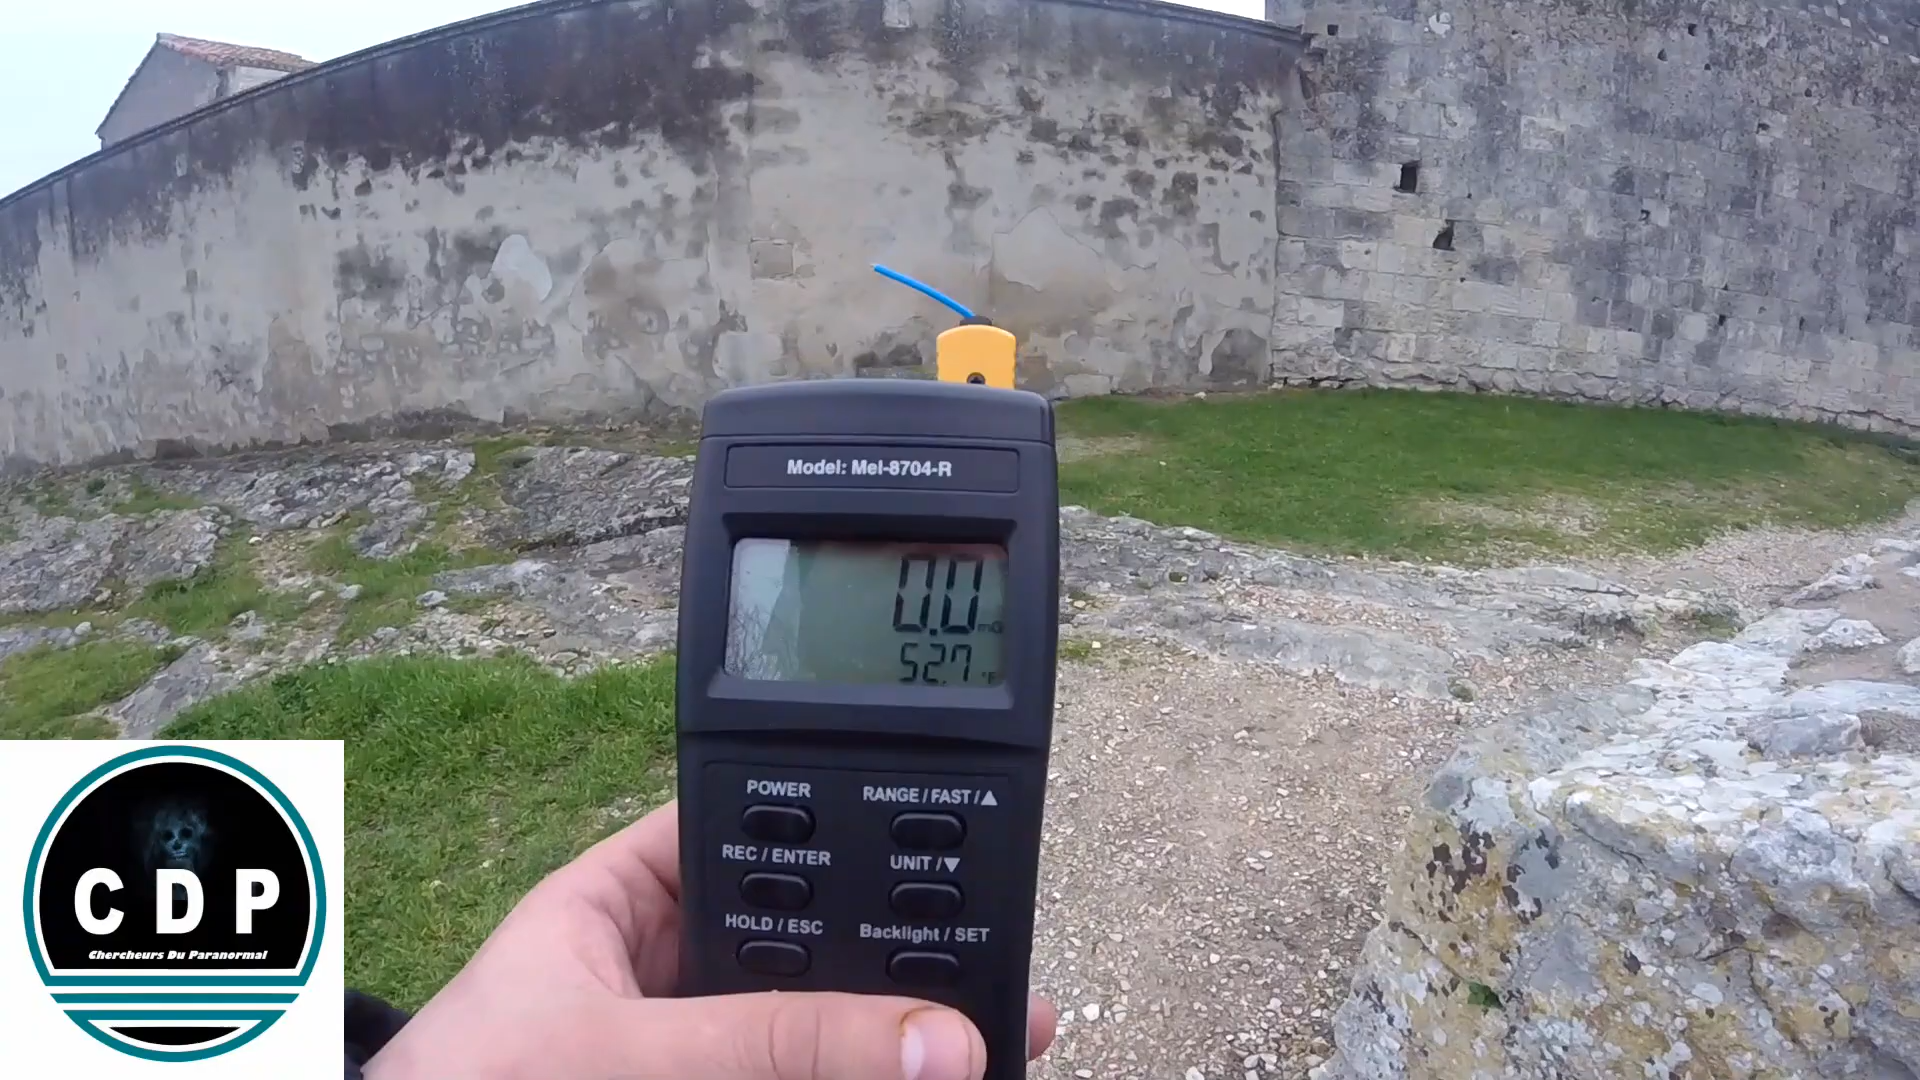 Model: Mel-8704-R
0.0 mG
52.7 °F
POWER
RANGE / FAST / ▲
REC / ENTER
UNIT / ▼
HOLD / ESC
Backlight / SET
C D P
Chercheurs Du Paranormal